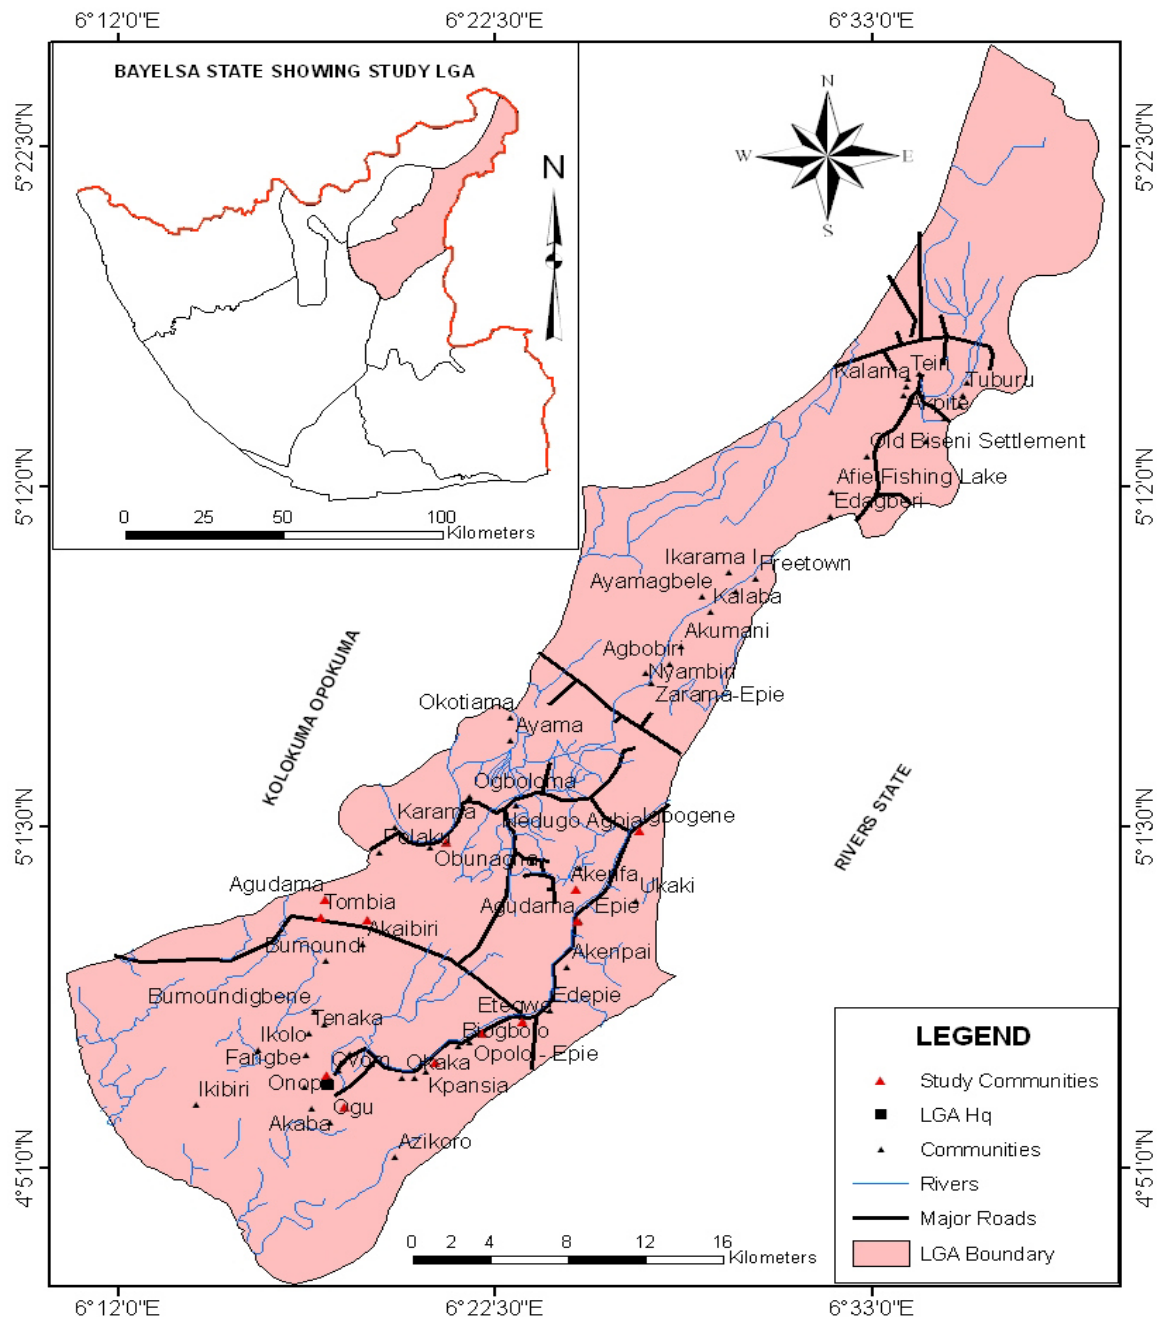 6°12'0"E 6°22'30"E 6°33'0"E
BAYELSA STATE SHOWING STUDY LGA
N
0 25 50 100
Kilometers
N
W E
S
5°22'30"N
5°22'30"N
5°12'0"N
5°12'0"N
5°1'30"N
5°1'30"N
4°51'0"N
4°51'0"N
Kalama
Tein
Tuburu
Akpite
Old Biseni Settlement
Afie Fishing Lake
Edagberi
Ikarama I
Freetown
Ayamagbele
Kalaba
Akumani
Agbobiri
Nyambiri
Zarama-Epie
Okotiama
Ayama
KOLOKUMA OPOKUMA
RIVERS STATE
Ogboloma
Karama
Nedugo Agbia
Igbogene
Polaku
Obunagha
Akenfa
Ukaki
Agudama
Tombia
Agudama - Epie
Akaibiri
Bumoundi
Akenpai
Bumoundigbene
Edepie
Etegwe
Tenaka
Biogbolo
Ikolo
Opolo - Epie
Fangbe
Ovom
Okaka
Onopa
Kpansia
Ikibiri
Ogu
Akaba
Azikoro
0 2 4 8 12 16
Kilometers
LEGEND
Study Communities
LGA Hq
Communities
Rivers
Major Roads
LGA Boundary
6°12'0"E 6°22'30"E 6°33'0"E